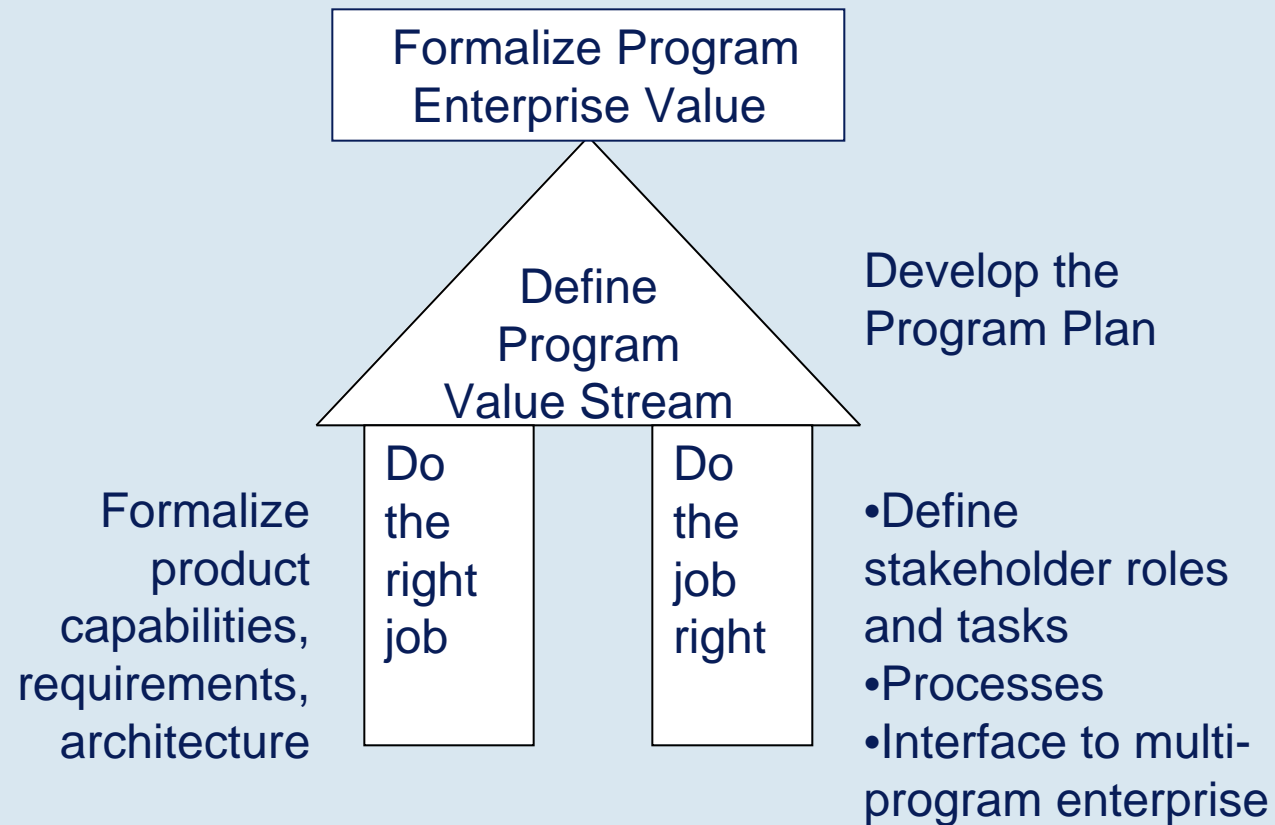 Formalize Program
Enterprise Value
Define
Program
Value Stream
Develop the
Program Plan
Formalize
product
capabilities,
requirements,
architecture
Do
the
right
job
Do
the
job
right
•Define
stakeholder roles
and tasks
•Processes
•Interface to multi-
program enterprise